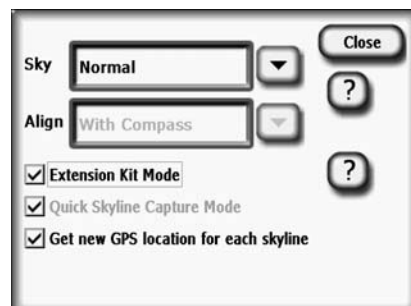 Close
Sky Normal
?
Align With Compass
Extension Kit Mode
?
Quick Skyline Capture Mode
Get new GPS location for each skyline